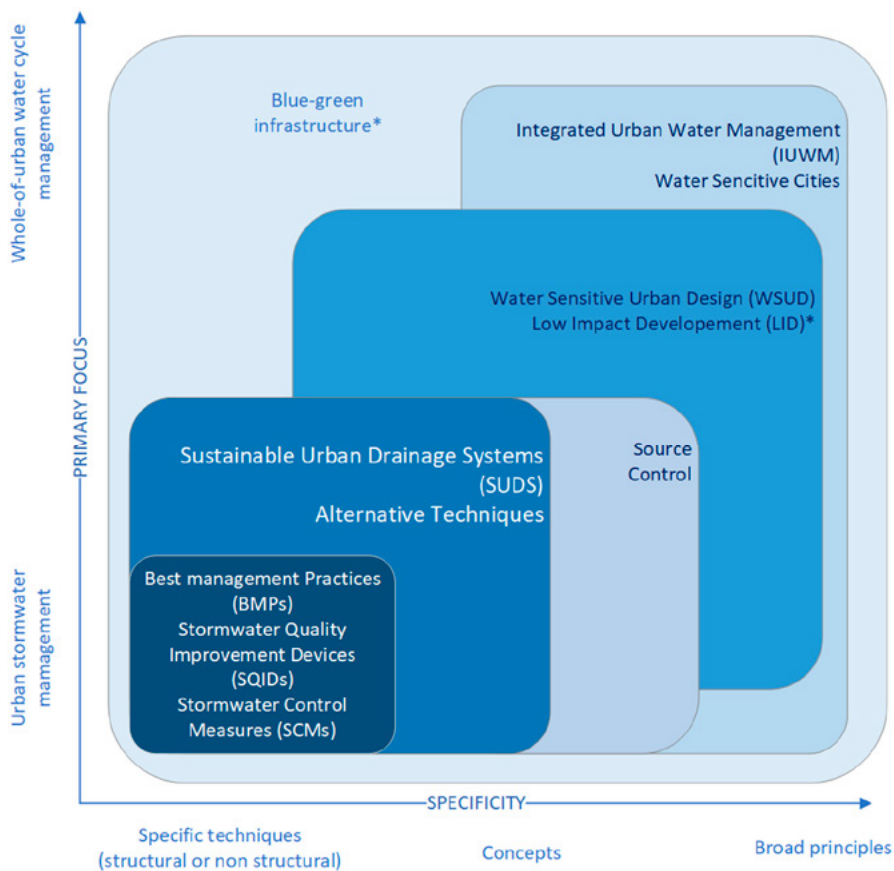 Whole-of-urban water cycle
management
PRIMARY FOCUS
Urban stormwater
mamagement
Blue-green
infrastructure*
Integrated Urban Water Management
(IUWM)
Water Sencitive Cities
Water Sensitive Urban Design (WSUD)
Low Impact Developement (LID)*
Sustainable Urban Drainage Systems
(SUDS)
Alternative Techniques
Source
Control
Best management Practices
(BMPs)
Stormwater Quality
Improvement Devices
(SQIDs)
Stormwater Control
Measures (SCMs)
SPECIFICITY
Specific techniques
(structural or non structural)
Concepts
Broad principles